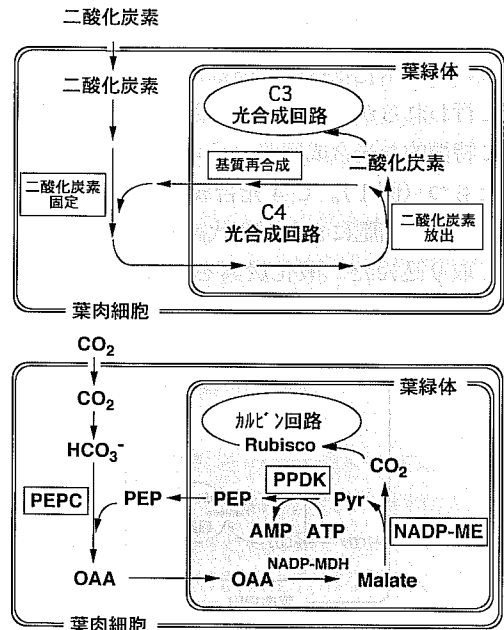 二酸化炭素
二酸化炭素
葉緑体
C3
光合成回路
基質再合成
二酸化炭素
二酸化炭素
固定
C4
光合成回路
二酸化炭素
放出
葉肉細胞
CO₂
CO₂
HCO₃⁻
葉緑体
カルビン回路
Rubisco
CO₂
PPDK
PEPC
PEP
PEP
Pyr
AMP
ATP
NADP-ME
NADP-MDH
OAA
OAA
Malate
葉肉細胞